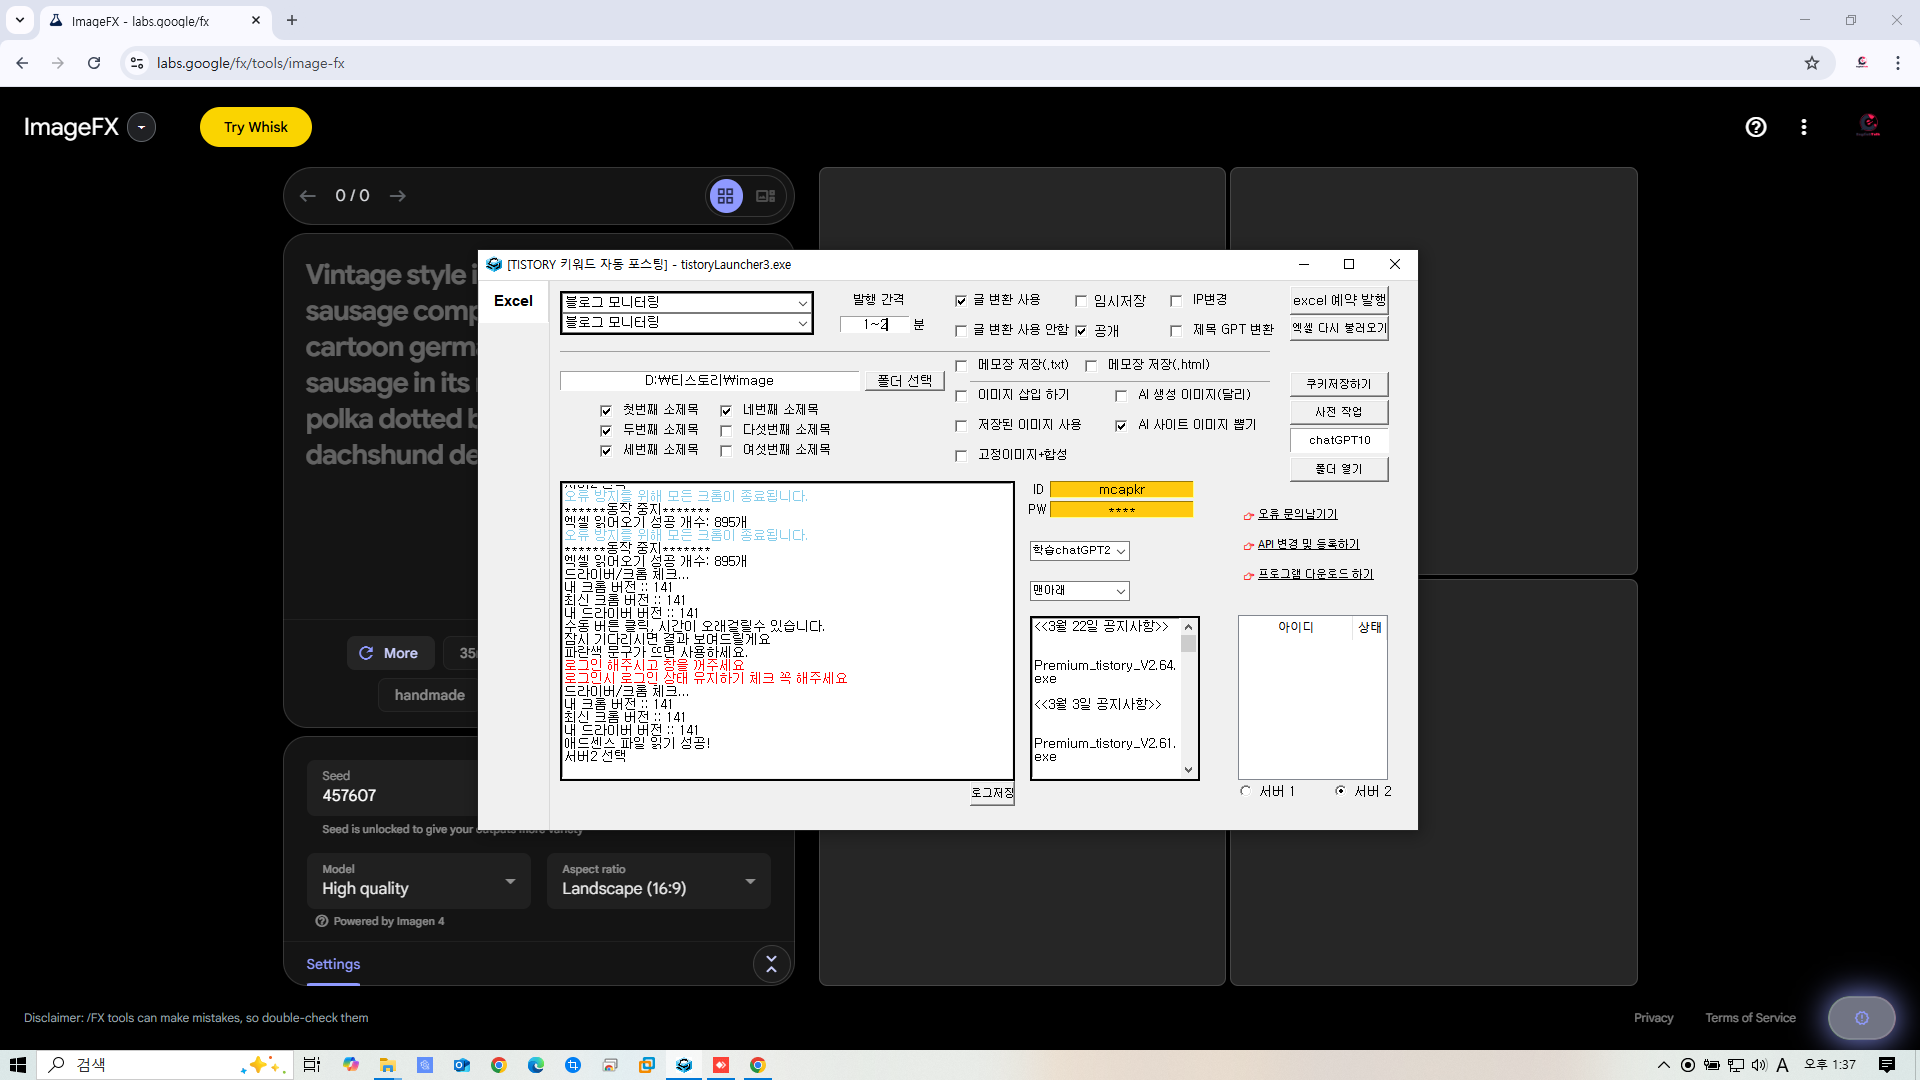 ImageFX - labs.google/fx
labs.google/fx/tools/image-fx
ImageFX
Try Whisk
0 / 0
Vintage style i
sausage comp
cartoon germa
sausage in its
polka dotted b
dachshund de
More
35
handmade
Seed
457607
Seed is unlocked to give your outputs more variety
Model
High quality
Aspect ratio
Landscape (16:9)
Powered by Imagen 4
Settings
Disclaimer: /FX tools can make mistakes, so double-check them
Privacy
Terms of Service
[TISTORY 키워드 자동 포스팅] - tistoryLauncher3.exe
Excel
블로그 모니터링
블로그 모니터링
발행 간격
1~2 분
글 변환 사용
임시저장
IP변경
글 변환 사용 안함
공개
제목 GPT 변환
excel 예약 발행
엑셀 다시 불러오기
메모장 저장(.txt)
메모장 저장(.html)
D:￦티스토리￦image
폴더 선택
이미지 삽입 하기
AI 생성 이미지(달리)
저장된 이미지 사용
AI 사이트 이미지 뽑기
고정이미지+합성
첫번째 소제목
네번째 소제목
두번째 소제목
다섯번째 소제목
세번째 소제목
여섯번째 소제목
쿠키저장하기
사전 작업
chatGPT10
폴더 열기
서버2 선택
오류 방지를 위해 모든 크롬이 종료됩니다.
******동작 중지*******
엑셀 읽어오기 성공 개수: 895개
오류 방지를 위해 모든 크롬이 종료됩니다.
******동작 중지*******
엑셀 읽어오기 성공 개수: 895개
드라이버/크롬 체크...
내 크롬 버전 :: 141
최신 크롬 버전 :: 141
내 드라이버 버전 :: 141
수동 버튼 클릭, 시간이 오래걸릴수 있습니다.
잠시 기다리시면 결과 보여드릴게요
파란색 문구가 뜨면 사용하세요.
로그인 해주시고 창을 꺼주세요
로그인시 로그인 상태 유지하기 체크 꼭 해주세요
드라이버/크롬 체크...
내 크롬 버전 :: 141
최신 크롬 버전 :: 141
내 드라이버 버전 :: 141
애드센스 파일 읽기 성공!
서버2 선택
로그저장
ID mcapkr
PW ****
학습chatGPT2
맨아래
<<3월 22일 공지사항>>
Premium_tistory_V2.64.
exe
<<3월 3일 공지사항>>
Premium_tistory_V2.61.
exe
오류 문의남기기
API 변경 및 등록하기
프로그램 다운로드 하기
아이디
상태
서버 1
서버 2
검색
A
오후 1:37